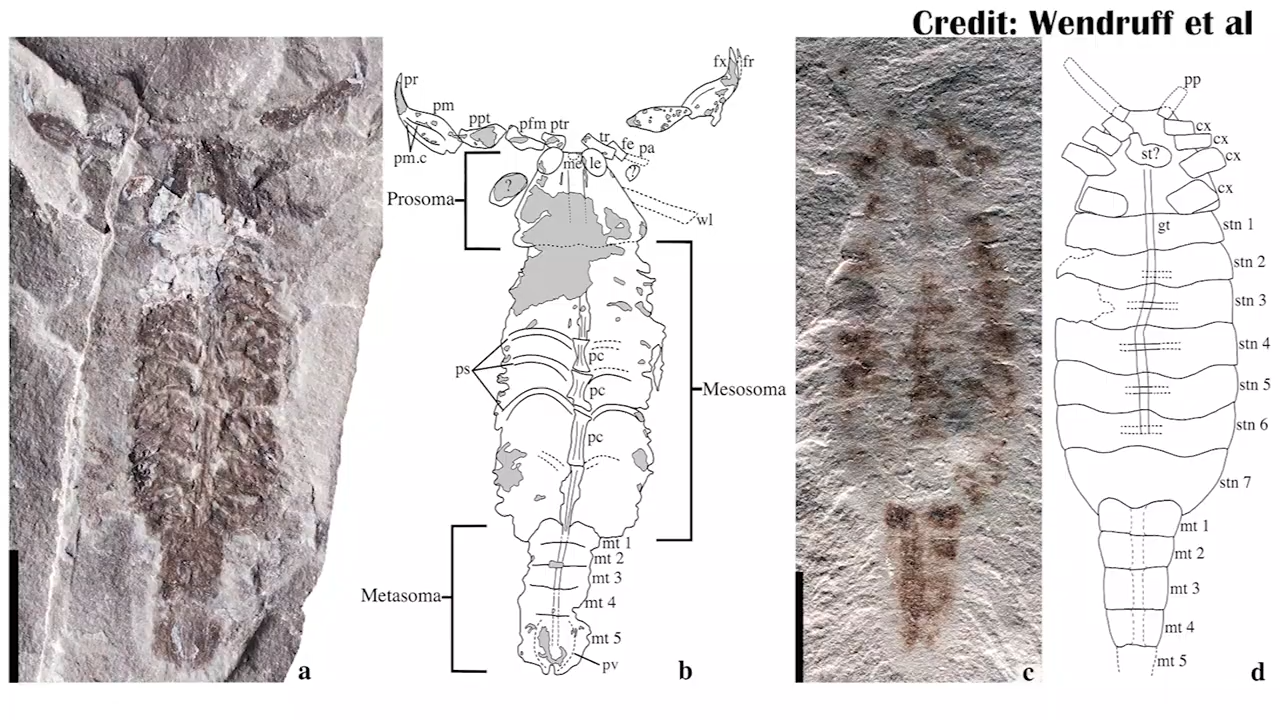 Credit: Wendruff et al
pr
pm
pm.c
ppt
pfm
ptr
tr
fe
pa
fx
fr
me
le
?
?
wl
Prosoma
ps
pc
pc
pc
Mesosoma
Metasoma
mt 1
mt 2
mt 3
mt 4
mt 5
pv
a
b
c
pp
cx
cx
cx
cx
st?
gt
stn 1
stn 2
stn 3
stn 4
stn 5
stn 6
stn 7
mt 1
mt 2
mt 3
mt 4
mt 5
d